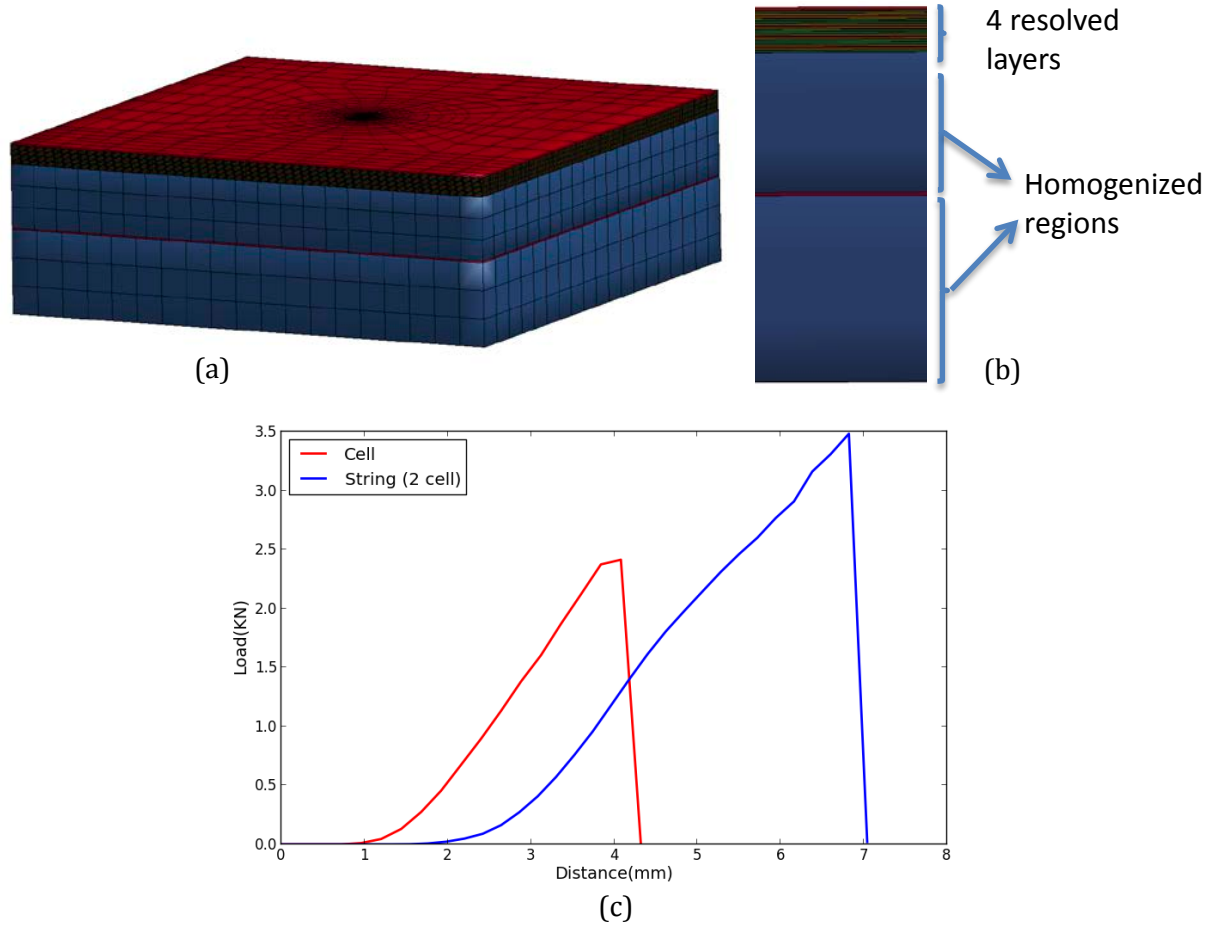 4 resolved
layers
Homogenized
regions
(a)
(b)
3.5
3.0
2.5
2.0
1.5
1.0
0.5
0.0
Load(KN)
Cell
String (2 cell)
0 1 2 3 4 5 6 7 8
Distance(mm)
(c)